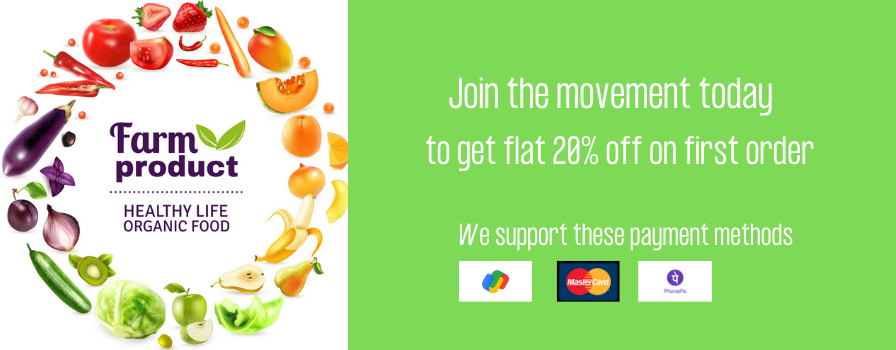 Farm
product
HEALTHY LIFE
ORGANIC FOOD
Join the movement today
to get flat 20% off on first order
We support these payment methods
MasterCard
PhonePe